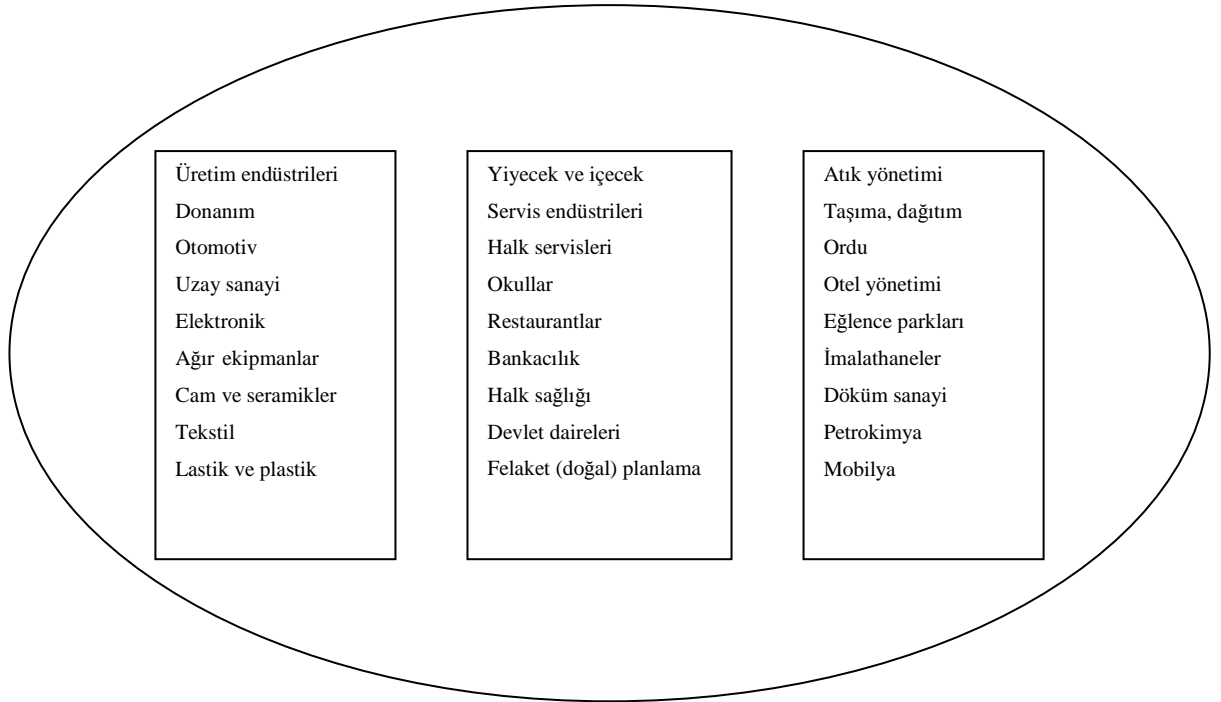 Üretim endüstrileri
Donanım
Otomotiv
Uzay sanayi
Elektronik
Ağır ekipmanlar
Cam ve seramikler
Tekstil
Lastik ve plastik
Yiyecek ve içecek
Servis endüstrileri
Halk servisleri
Okullar
Restaurantlar
Bankacılık
Halk sağlığı
Devlet daireleri
Felaket (doğal) planlama
Atık yönetimi
Taşıma, dağıtım
Ordu
Otel yönetimi
Eğlence parkları
İmalathaneler
Döküm sanayi
Petrokimya
Mobilya